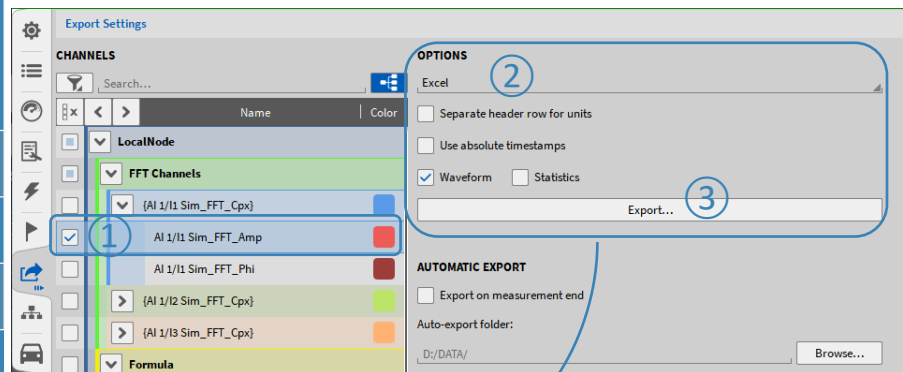 Export Settings
CHANNELS
Search...
Name
Color
LocalNode
FFT Channels
{AI 1/I1 Sim_FFT_Cpx}
1
AI 1/I1 Sim_FFT_Amp
AI 1/I1 Sim_FFT_Phi
{AI 1/I2 Sim_FFT_Cpx}
{AI 1/I3 Sim_FFT_Cpx}
Formula
OPTIONS
Excel
2
Separate header row for units
Use absolute timestamps
Waveform
Statistics
3
Export...
AUTOMATIC EXPORT
Export on measurement end
Auto-export folder:
D:/DATA/
Browse...